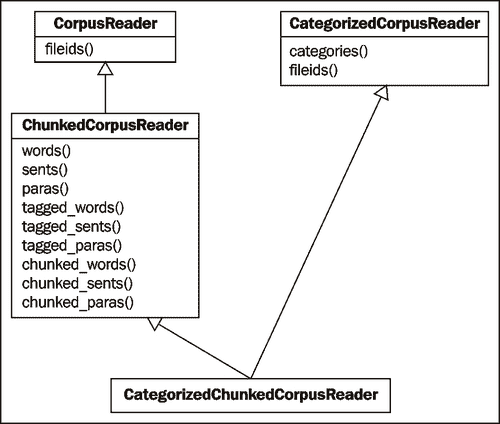 CorpusReader
fileids()
CategorizedCorpusReader
categories()
fileids()
ChunkedCorpusReader
words()
sents()
paras()
tagged_words()
tagged_sents()
tagged_paras()
chunked_words()
chunked_sents()
chunked_paras()
CategorizedChunkedCorpusReader